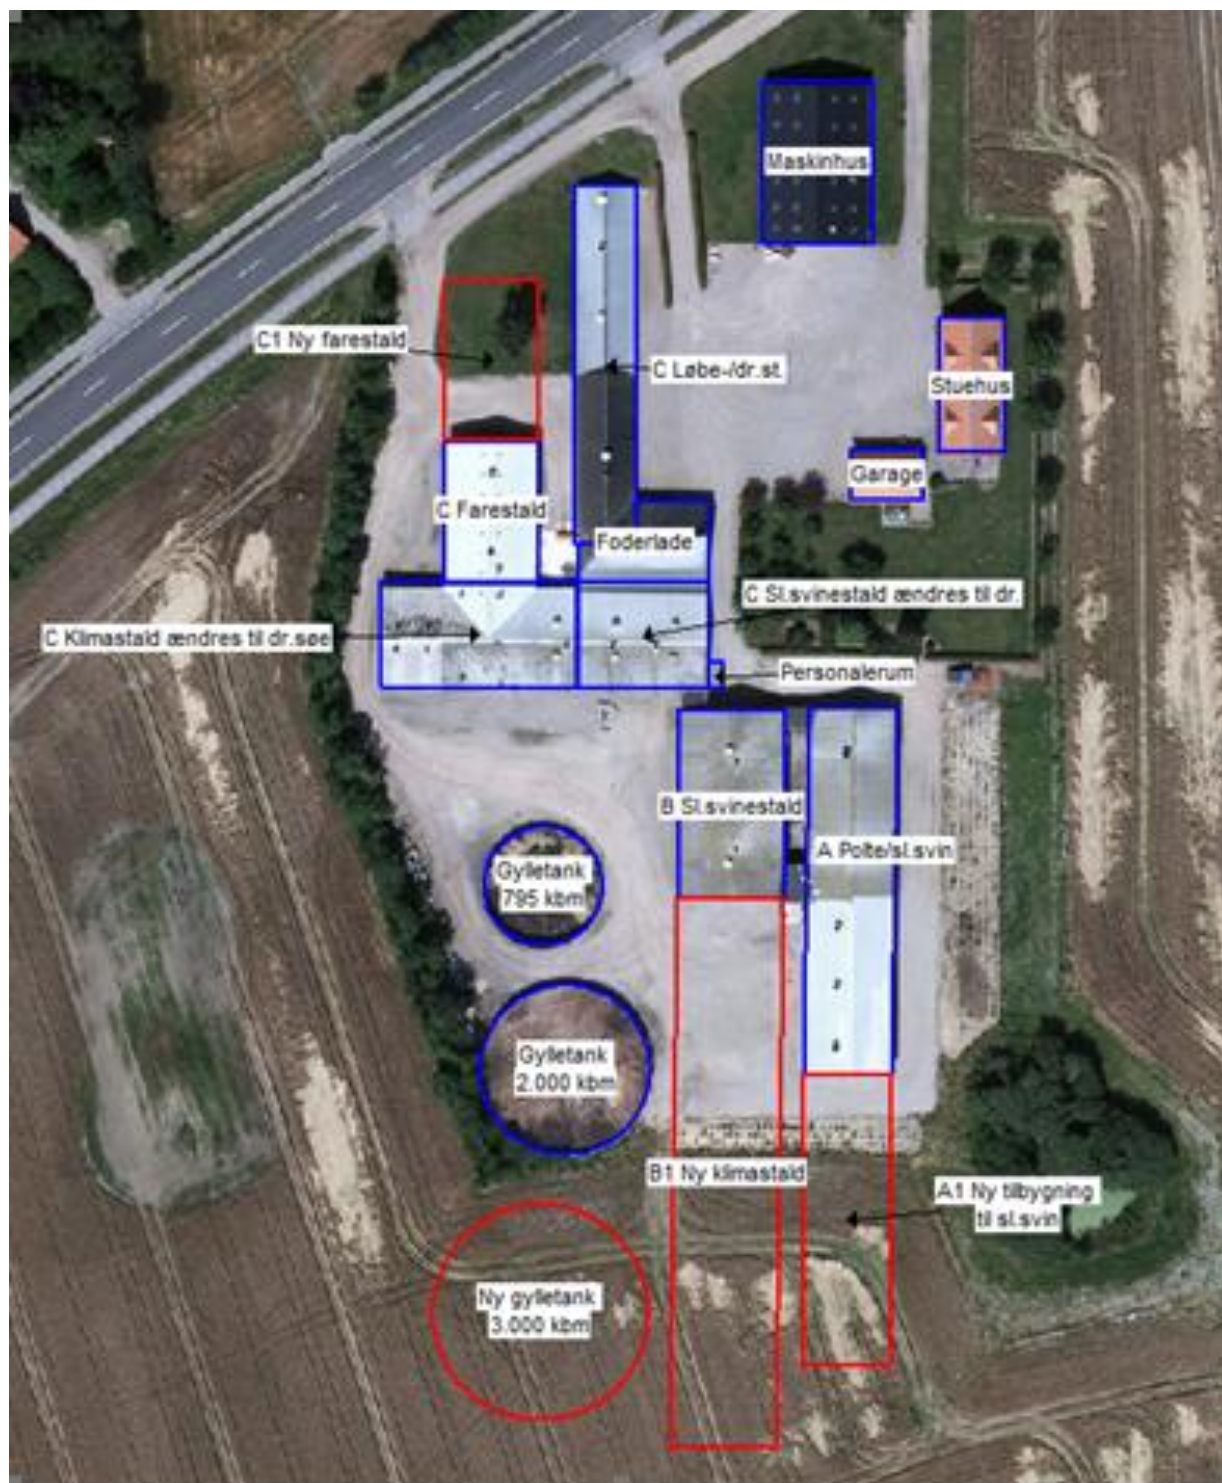 Maskinhus
C1 Ny farestald
C Løbe-/dr.st.
Stuehus
Garage
C Farestald
Foderlade
C Sl.svinestald ændres til dr.
C Klimastald ændres til dr.søe
Personalerum
B Sl.svinestald
A Polte/sl.svin
Gylletank
795 kbm
Gylletank
2.000 kbm
B1 Ny klimastald
A1 Ny tilbygning
til sl.svin
Ny gylletank
3.000 kbm